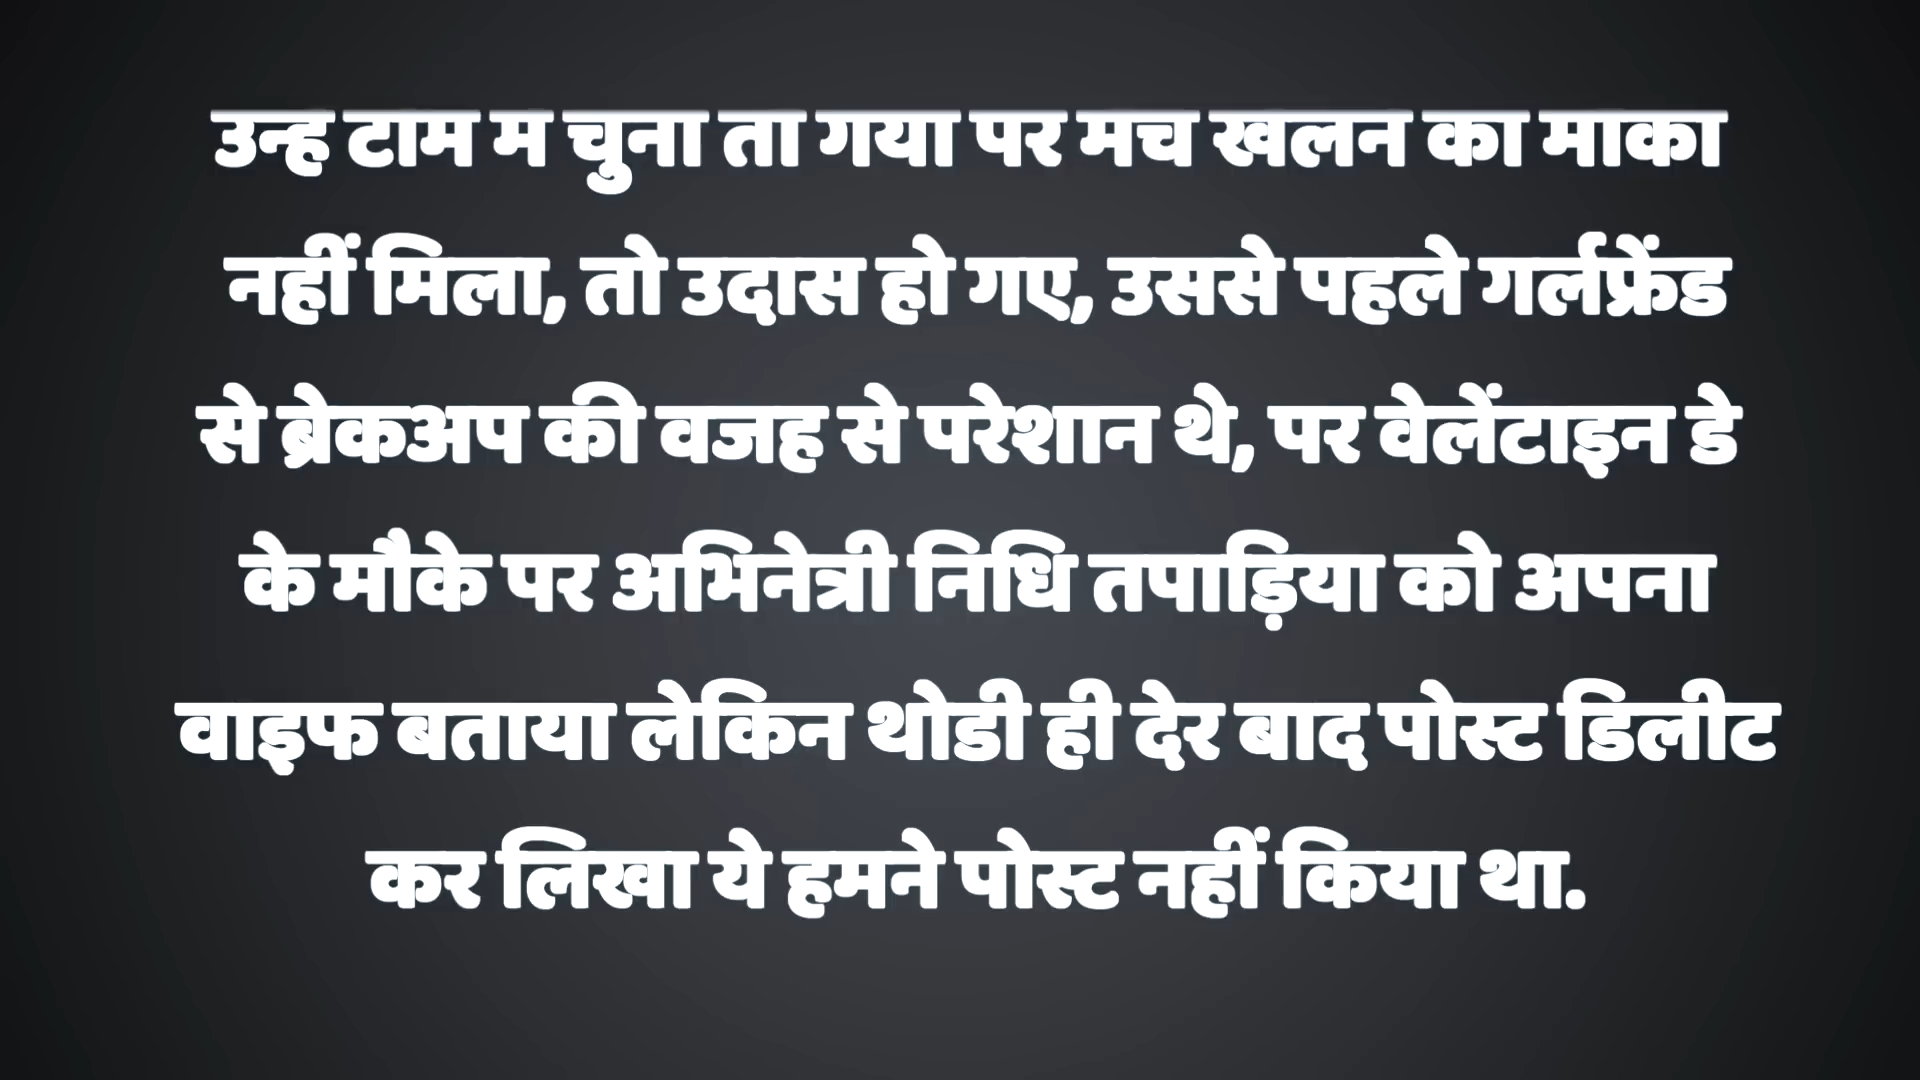 उन्ह टाम म चुना ता गया पर मच खलन का माका
नहीं मिला, तो उदास हो गए, उससे पहले गर्लफ्रेंड
से ब्रेकअप की वजह से परेशान थे, पर वेलेंटाइन डे
के मौके पर अभिनेत्री निधि तपाड़िया को अपना
वाइफ बताया लेकिन थोडी ही देर बाद पोस्ट डिलीट
कर लिखा ये हमने पोस्ट नहीं किया था.